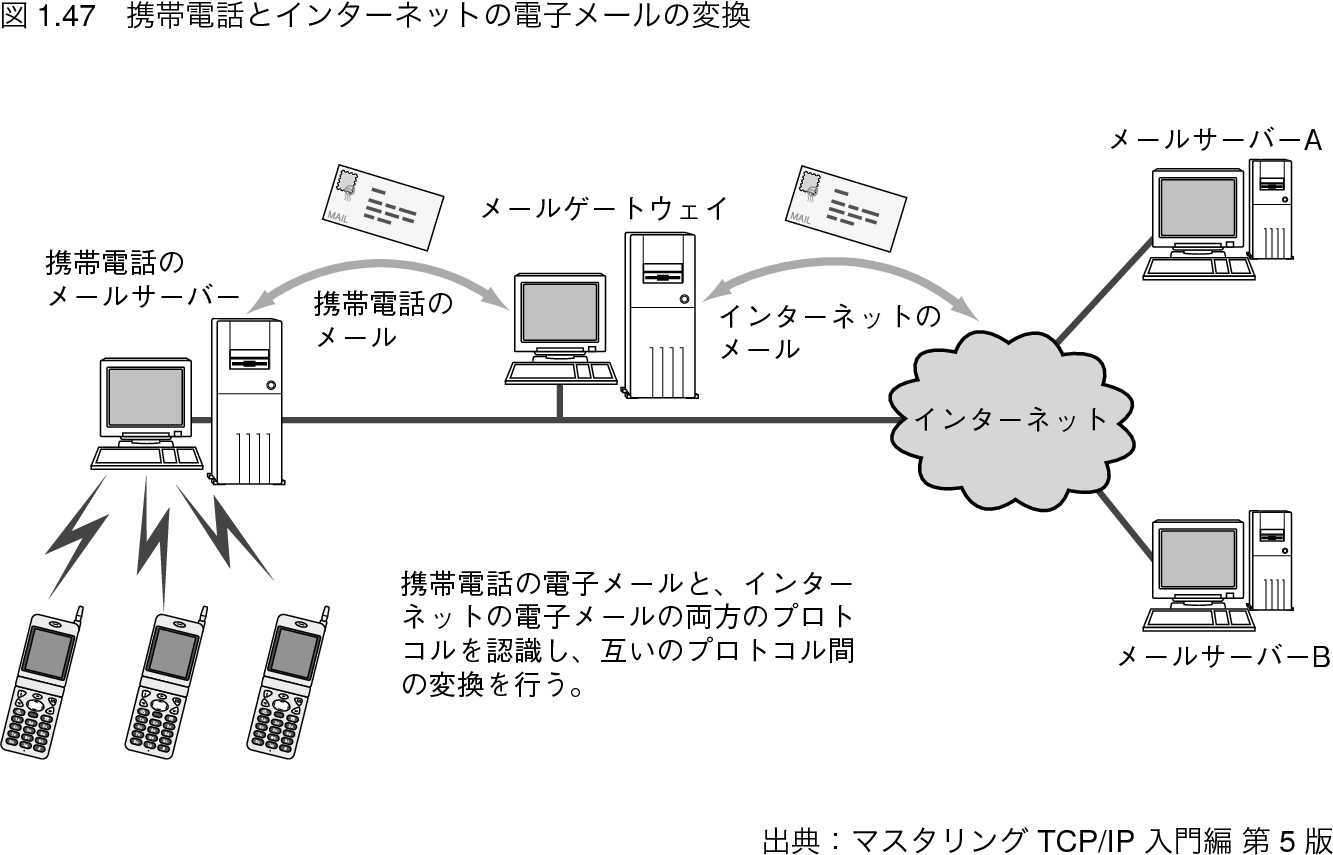 図 1.47　携帯電話とインターネットの電子メールの変換
メールサーバーA
MAIL
MAIL
メールゲートウェイ
携帯電話の
メールサーバー
携帯電話の
メール
インターネットの
メール
インターネット
携帯電話の電子メールと、インター
ネットの電子メールの両方のプロト
コルを認識し、互いのプロトコル間
の変換を行う。
メールサーバーB
出典：マスタリング TCP/IP 入門編 第 5 版